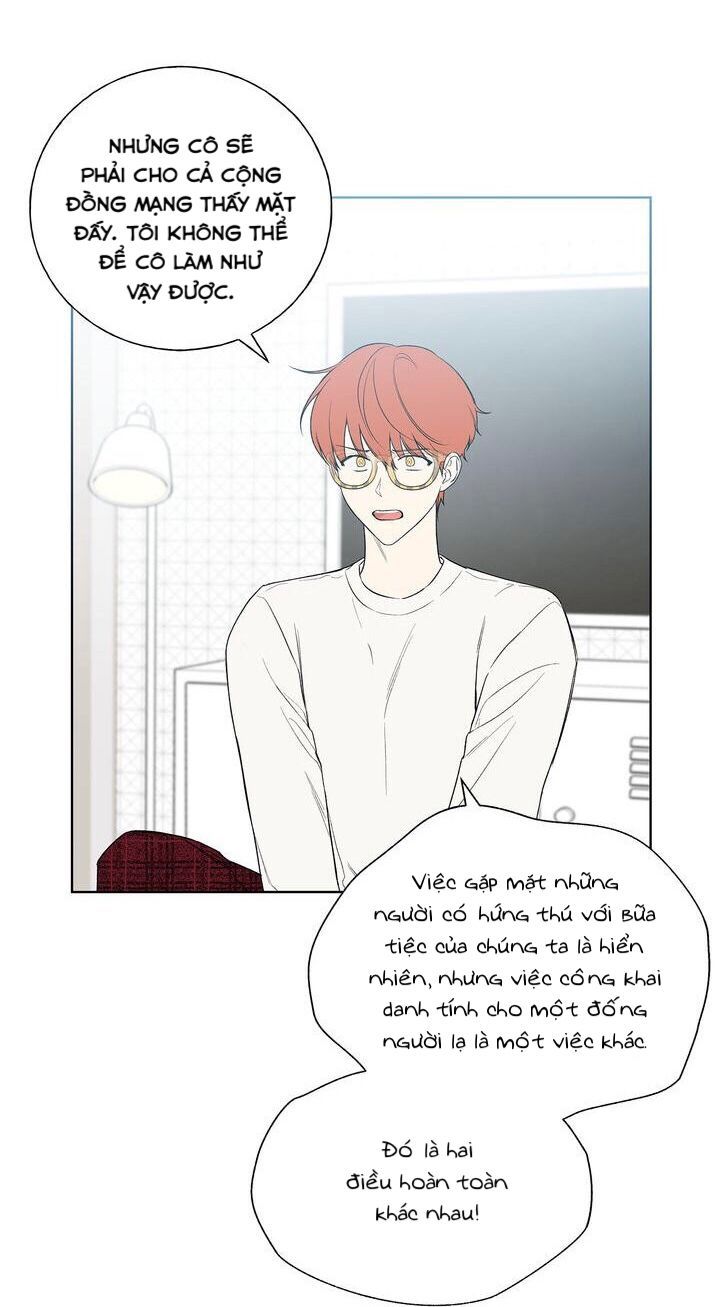 NHƯNG CÔ SẼ
PHẢI CHO CẢ CỘNG
ĐỒNG MẠNG THẤY MẶT
ĐẤY. TÔI KHÔNG THỂ
ĐỂ CÔ LÀM NHƯ
VẬY ĐƯỢC.
Việc gặp mặt những
người có hứng thú với bữa
tiệc của chúng ta là hiển
nhiên, nhưng việc công khai
danh tính cho một đống
người lạ là một việc khác.
Đó là hai
điều hoàn toàn
khác nhau!